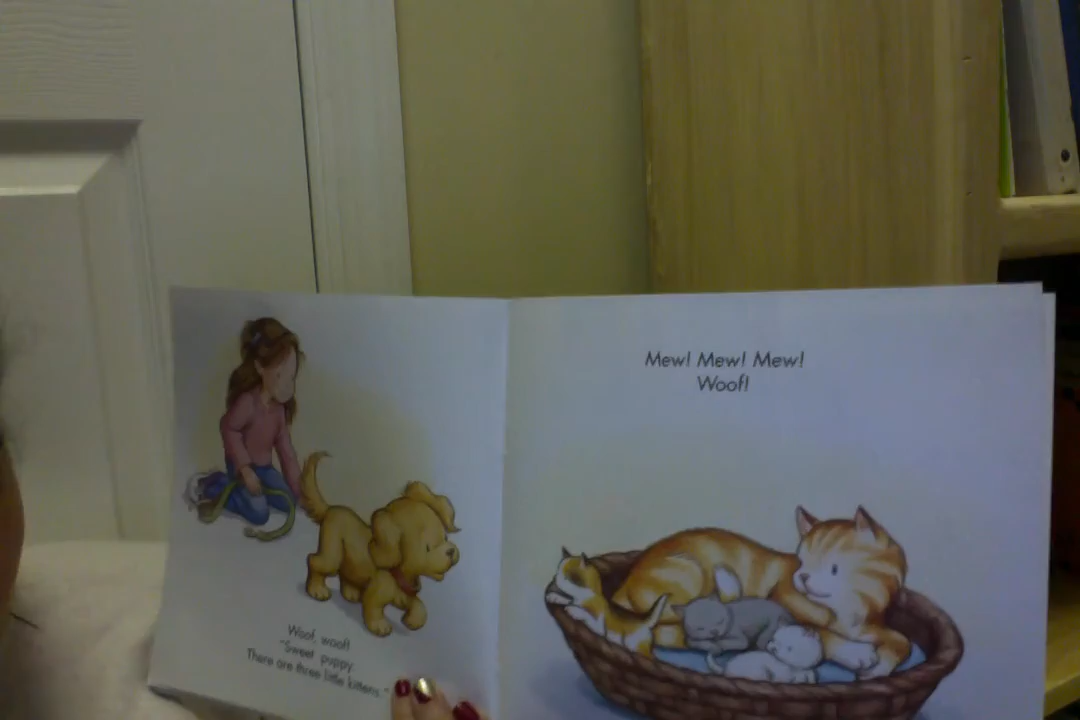 Woof, woof!
"Sweet puppy.
There are three little kittens."
Mew! Mew! Mew!
Woof!